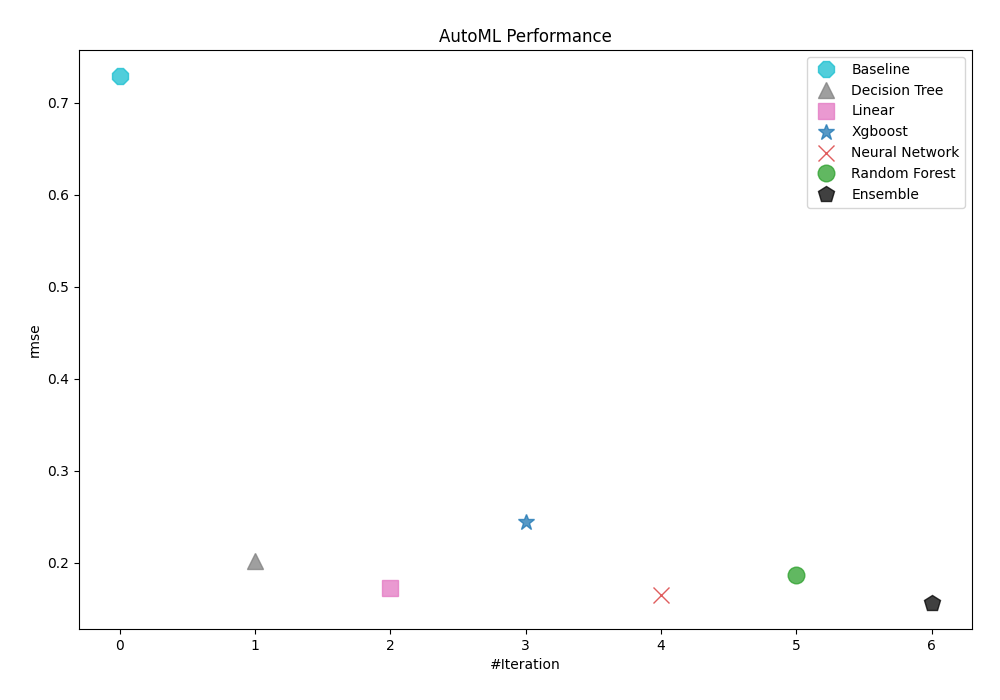 AutoML Performance
Baseline
Decision Tree
Linear
Xgboost
Neural Network
Random Forest
Ensemble
0.7
0.6
0.5
0.4
0.3
0.2
rmse
0 1 2 3 4 5 6
#Iteration